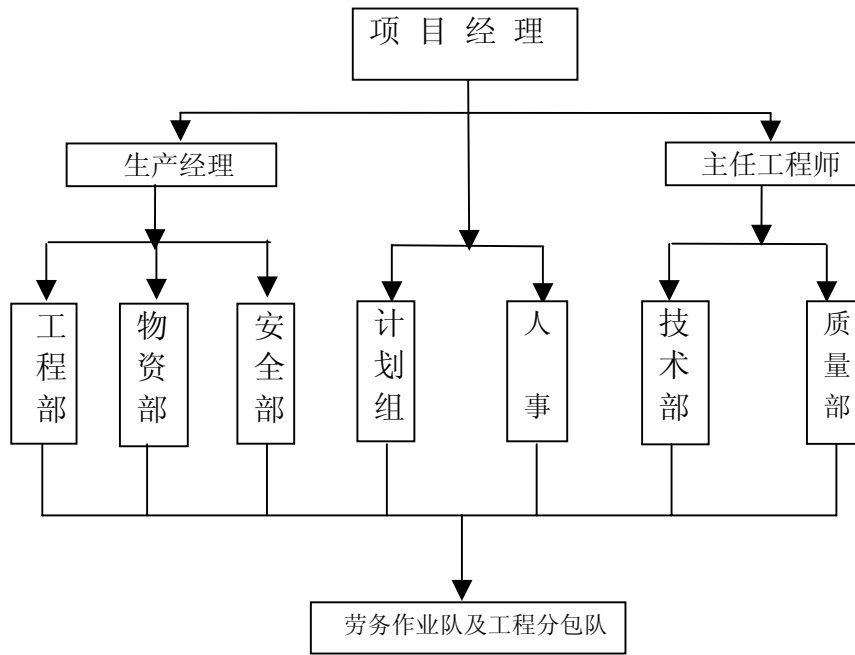 项目经理
生产经理
主任工程师
工程部
物资部
安全部
计划组
人事
技术部
质量部
劳务作业队及工程分包队